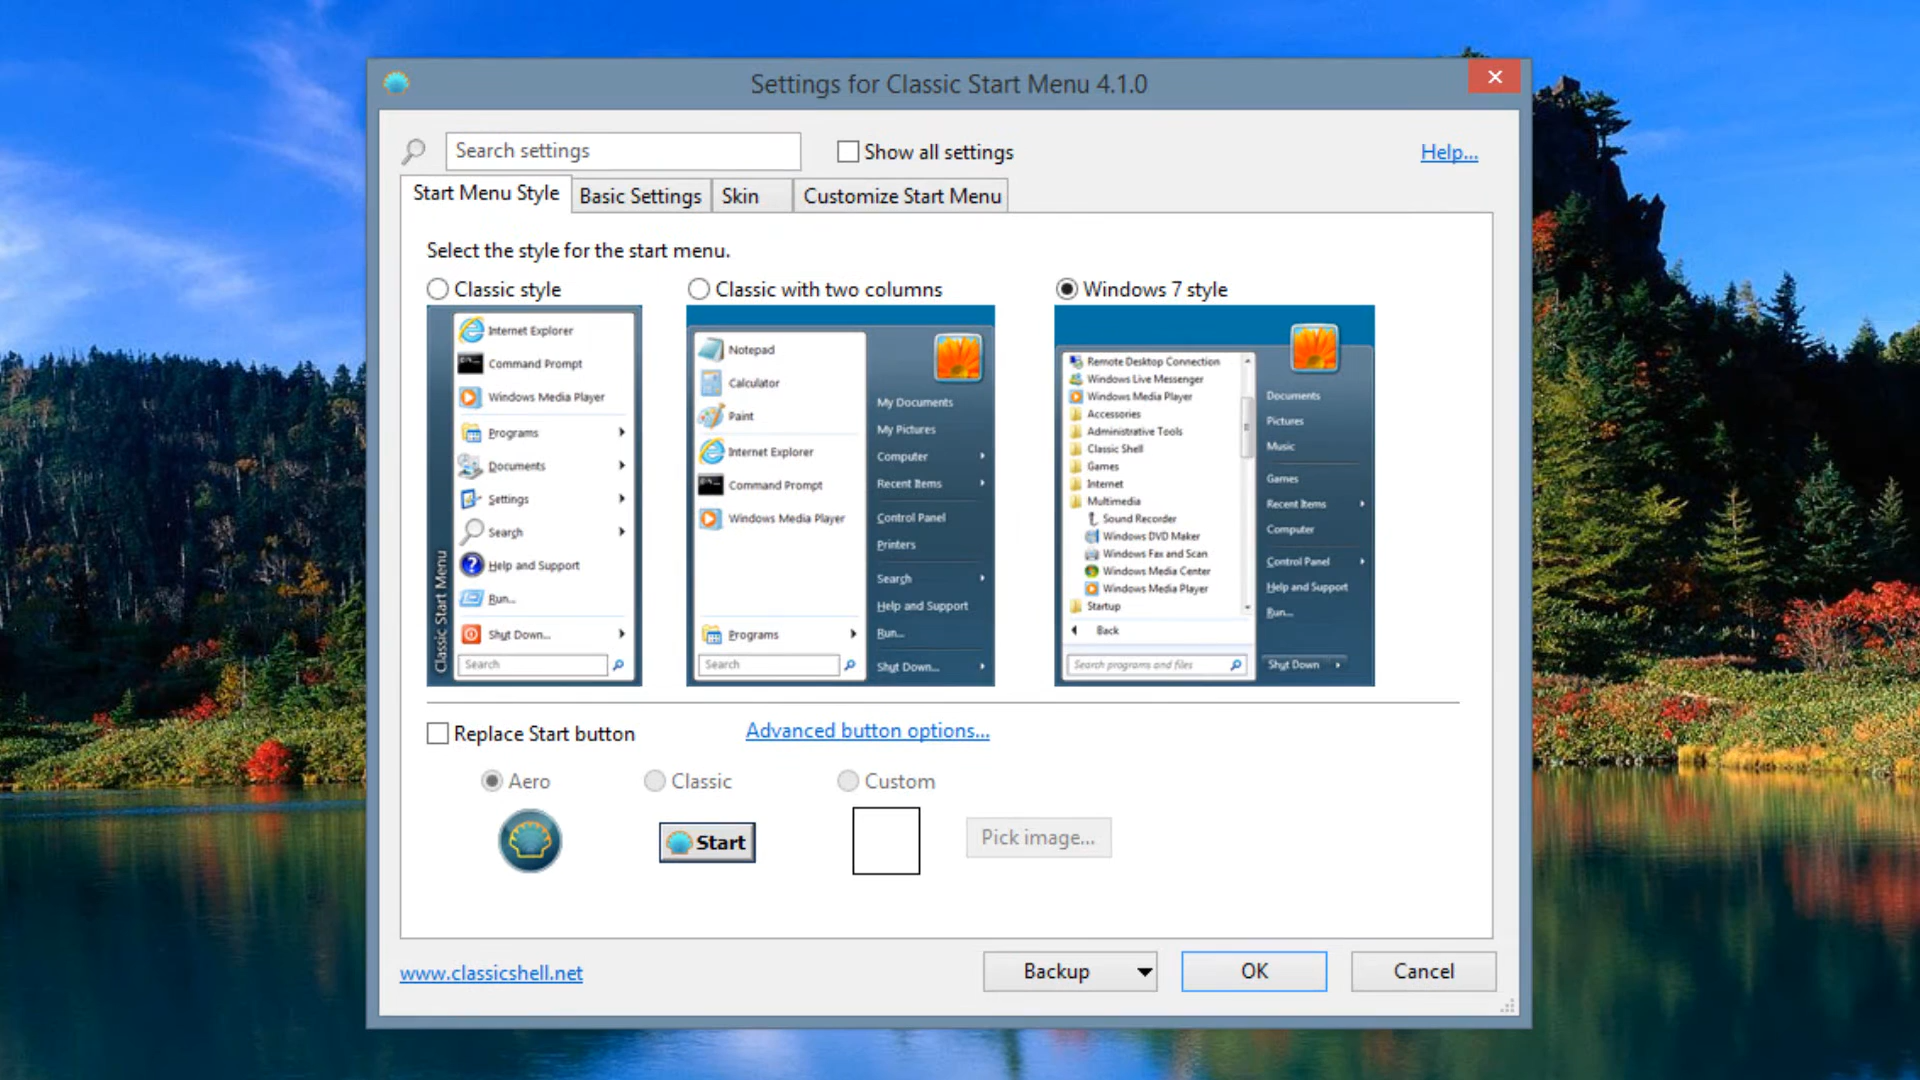 Settings for Classic Start Menu 4.1.0
Search settings
Show all settings
Help...
Start Menu Style
Basic Settings
Skin
Customize Start Menu
Select the style for the start menu.
Classic style
Classic with two columns
Windows 7 style
Internet Explorer
Command Prompt
Windows Media Player
Programs
Documents
Settings
Search
Help and Support
Run...
Shut Down...
Search
Classic Start Menu
Notepad
Calculator
Paint
Internet Explorer
Command Prompt
Windows Media Player
Programs
Search
My Documents
My Pictures
Computer
Recent Items
Control Panel
Printers
Search
Help and Support
Run...
Shut Down...
Remote Desktop Connection
Windows Live Messenger
Windows Media Player
Accessories
Administrative Tools
Classic Shell
Games
Internet
Multimedia
Sound Recorder
Windows DVD Maker
Windows Fax and Scan
Windows Media Center
Windows Media Player
Startup
Back
Search programs and files
Documents
Pictures
Music
Games
Recent Items
Computer
Control Panel
Help and Support
Run...
Shut Down
Replace Start button
Advanced button options...
Aero
Classic
Custom
Start
Pick image...
www.classicshell.net
Backup
OK
Cancel